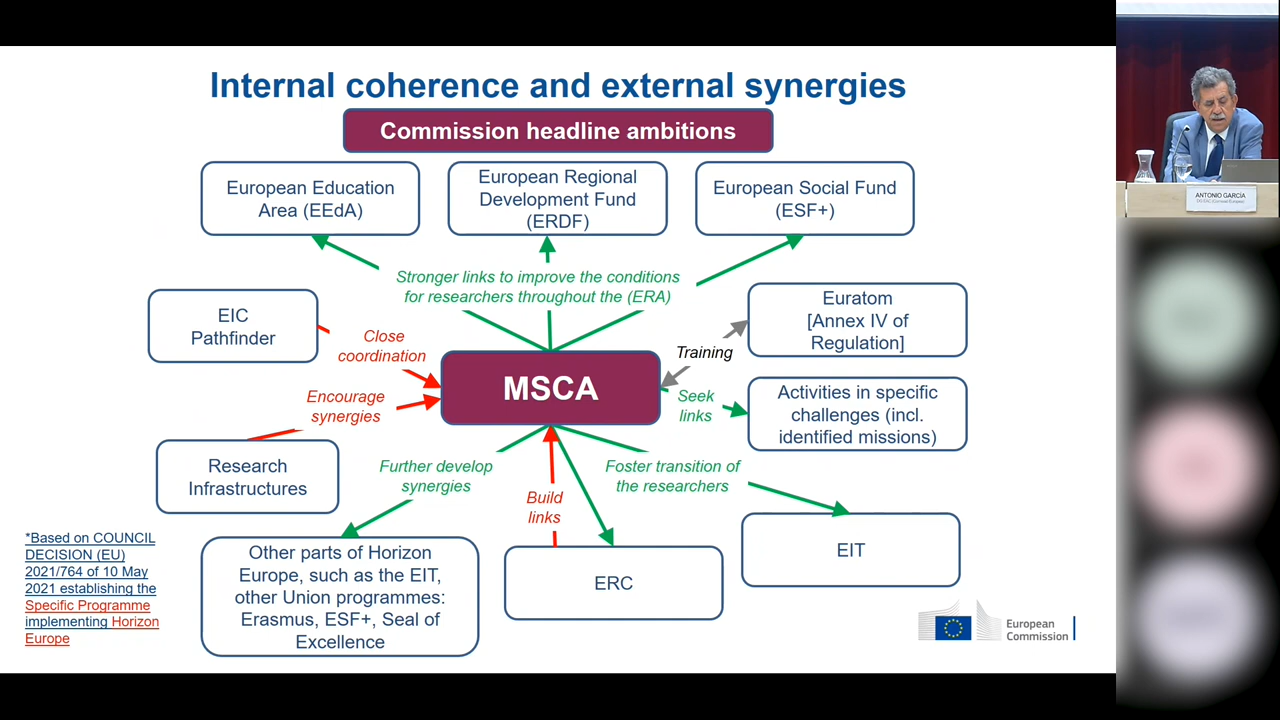 Internal coherence and external synergies
Commission headline ambitions
European Education
Area (EEdA)
European Regional
Development Fund
(ERDF)
European Social Fund
(ESF+)
Stronger links to improve the conditions
for researchers throughout the (ERA)
EIC
Pathfinder
Close
coordination
Euratom
[Annex IV of
Regulation]
Training
MSCA
Encourage
synergies
Seek
links
Activities in specific
challenges (incl.
identified missions)
Research
Infrastructures
Further develop
synergies
Build
links
Foster transition of
the researchers
Other parts of Horizon
Europe, such as the EIT,
other Union programmes:
Erasmus, ESF+, Seal of
Excellence
ERC
EIT
*Based on COUNCIL
DECISION (EU)
2021/764 of 10 May
2021 establishing the
Specific Programme
implementing Horizon
Europe
European
Commission
ANTONIO GARCÍA